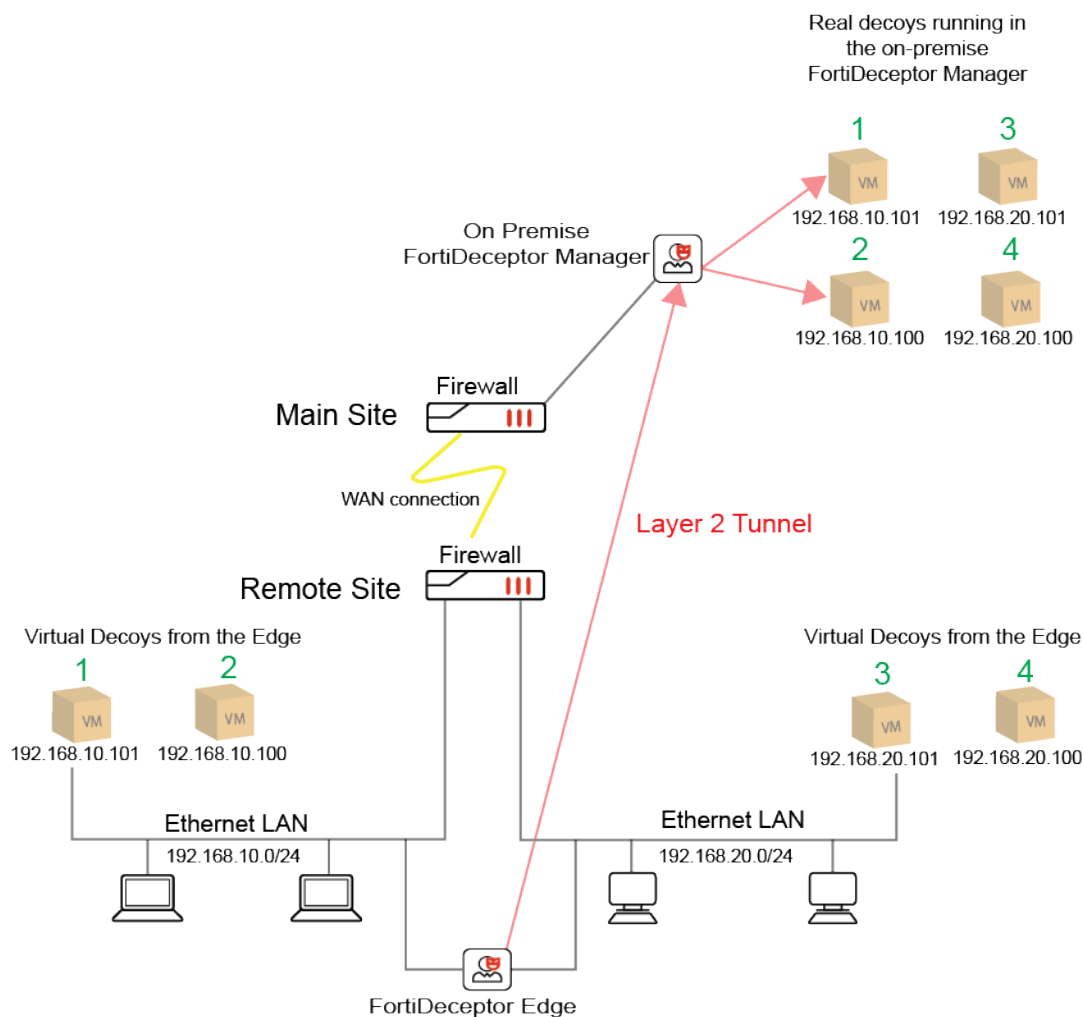 Real decoys running in
the on-premise
FortiDeceptor Manager
1
3
VM
VM
192.168.10.101
192.168.20.101
On Premise
FortiDeceptor Manager
2
4
VM
VM
192.168.10.100
192.168.20.100
Firewall
Main Site
WAN connection
Layer 2 Tunnel
Firewall
Remote Site
Virtual Decoys from the Edge
1
2
VM
VM
192.168.10.101
192.168.10.100
Virtual Decoys from the Edge
3
4
VM
VM
192.168.20.101
192.168.20.100
Ethernet LAN
192.168.10.0/24
Ethernet LAN
192.168.20.0/24
FortiDeceptor Edge